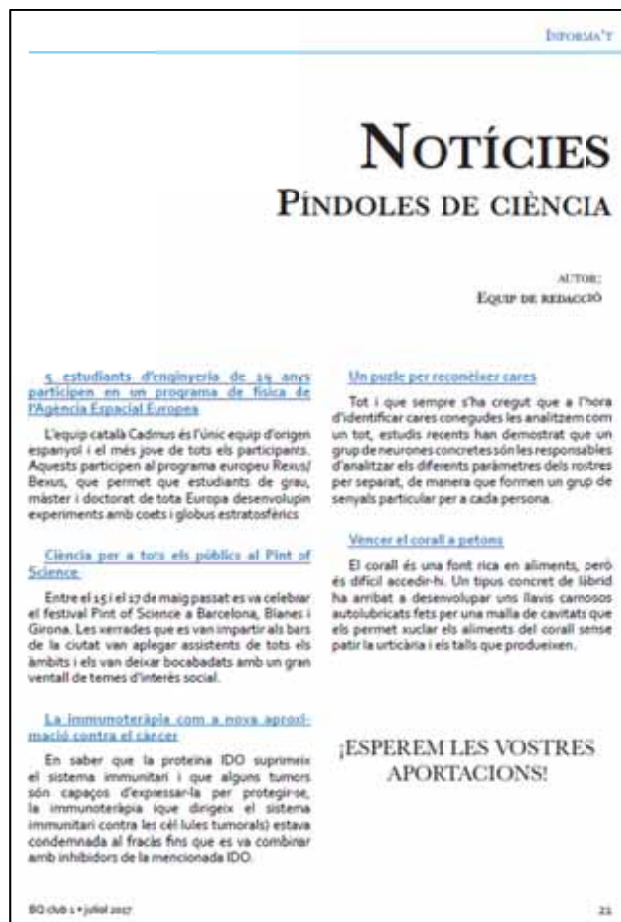 INFORMA'T
NOTÍCIES
PÍNDOLES DE CIÈNCIA
AUTOR:
EQUIP DE REDACCIÓ
5 estudiants d'enginyeria de 19 anys
participen en un programa de física de
l'Agència Espacial Europea
L'equip català Cadmus és l'únic equip d'origen
espanyol i el més jove de tots els participants.
Aquests participen al programa europeu Rexus/
Bexus, que permet que estudiants de grau,
màster i doctorat de tota Europa desenvolupin
experiments amb coets i globus estratosfèrics
Ciència per a tots els públics al Pint of
Science
Entre el 15 i el 17 de maig passat es va celebrar
el festival Pint of Science a Barcelona, Blanes i
Girona. Les xerrades que es van impartir als bars
de la ciutat van aplegar assistents de tots els
àmbits i els van deixar bocabadats amb un gran
ventall de temes d'interès social.
La immunoteràpia com a nova aproxi-
mació contra el càncer
En saber que la proteïna IDO suprimeix
el sistema immunitari i que alguns tumors
són capaços d'expressar-la per protegir-se,
la immunoteràpia (que dirigeix el sistema
immunitari contra les cèl·lules tumorals) estava
condemnada al fracàs fins que es va combinar
amb inhibidors de la mencionada IDO.
Un puzle per reconèixer cares
Tot i que sempre s'ha cregut que a l'hora
d'identificar cares conegudes les analitzem com
un tot, estudis recents han demostrat que un
grup de neurones concretes són les responsables
d'analitzar els diferents paràmetres dels rostres
per separat, de manera que formen un grup de
senyals particular per a cada persona.
Vèncer el corall a petons
El corall és una font rica en aliments, però
és difícil accedir-hi. Un tipus concret de làbrid
ha arribat a desenvolupar uns llavis carnosos
autolubricats fets per una malla de cavitats que
els permet xuclar els aliments del corall sense
patir la urticària i els talls que produeixen.
¡ESPEREM LES VOSTRES
APORTACIONS!
BQ club 1 • juliol 2017
21